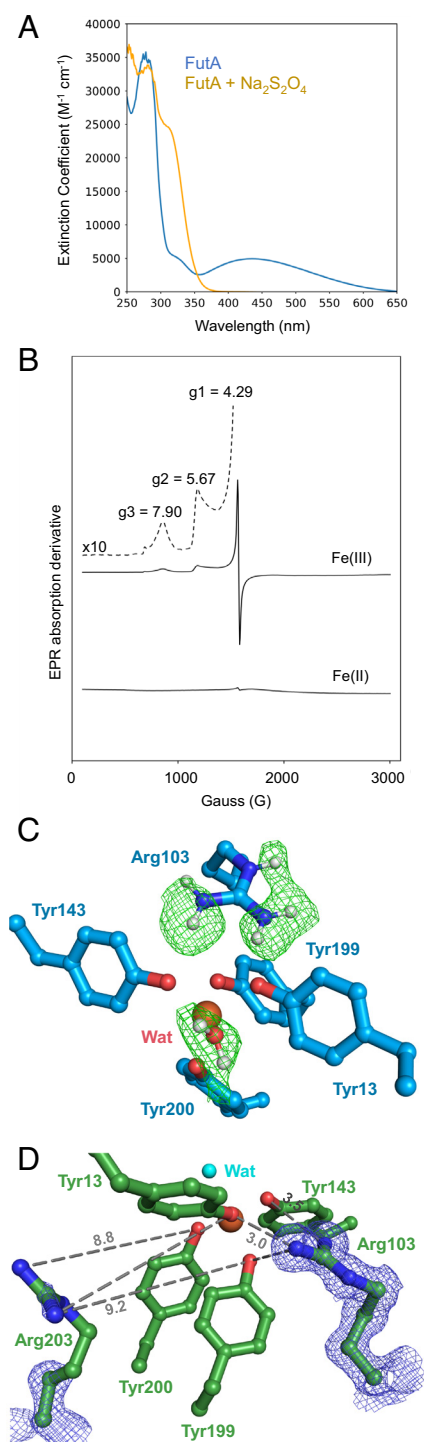 A
40000
35000
30000
25000
20000
15000
10000
5000
0
Extinction Coefficient (M⁻¹ cm⁻¹)
FutA
FutA + Na₂S₂O₄
250 300 350 400 450 500 550 600 650
Wavelength (nm)
B
g1 = 4.29
g2 = 5.67
g3 = 7.90
x10
Fe(III)
Fe(II)
EPR absorption derivative
0 1000 2000 3000
Gauss (G)
C
Arg103
Tyr143
Tyr199
Wat
Tyr13
Tyr200
D
Wat
Tyr13
Tyr143
3.5
8.8
3.0
Arg103
9.2
Arg203
Tyr200
Tyr199